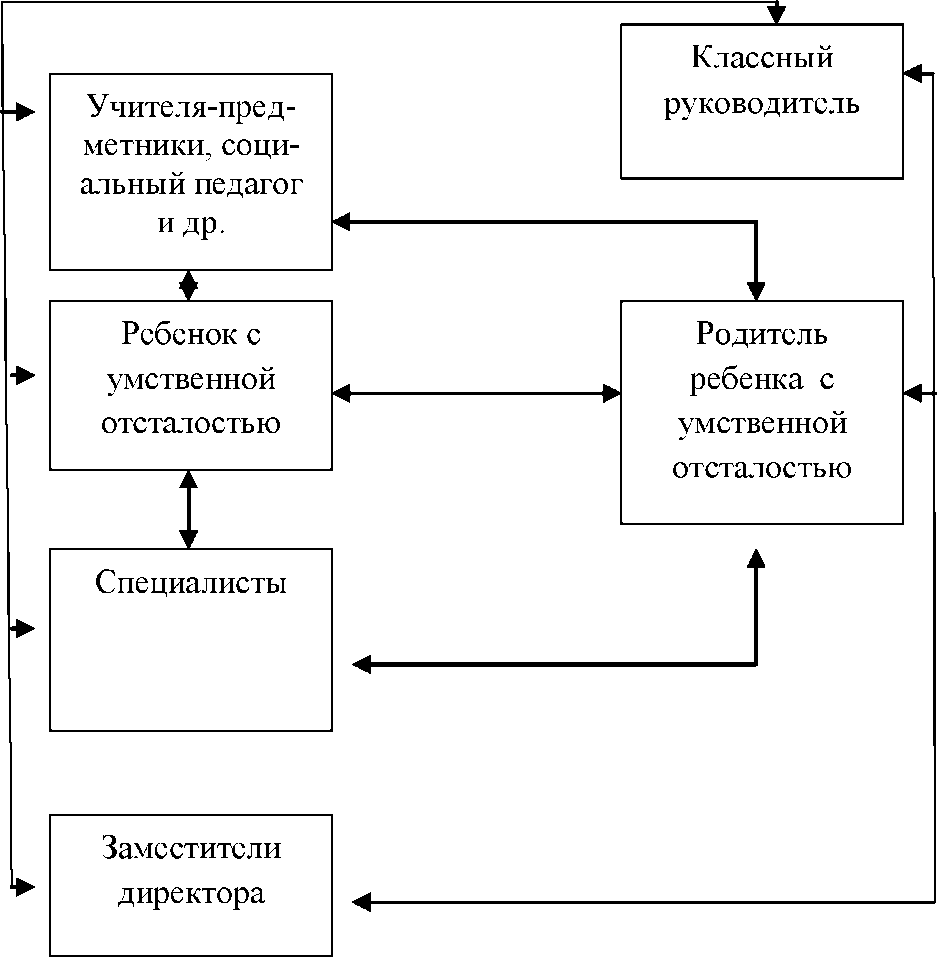 Классный
руководитель
Учителя-пред-
метники, соци-
альный педагог
и др.
Ребенок с
умственной
отсталостью
Родитель
ребенка с
умственной
отсталостью
Специалисты
Заместители
директора